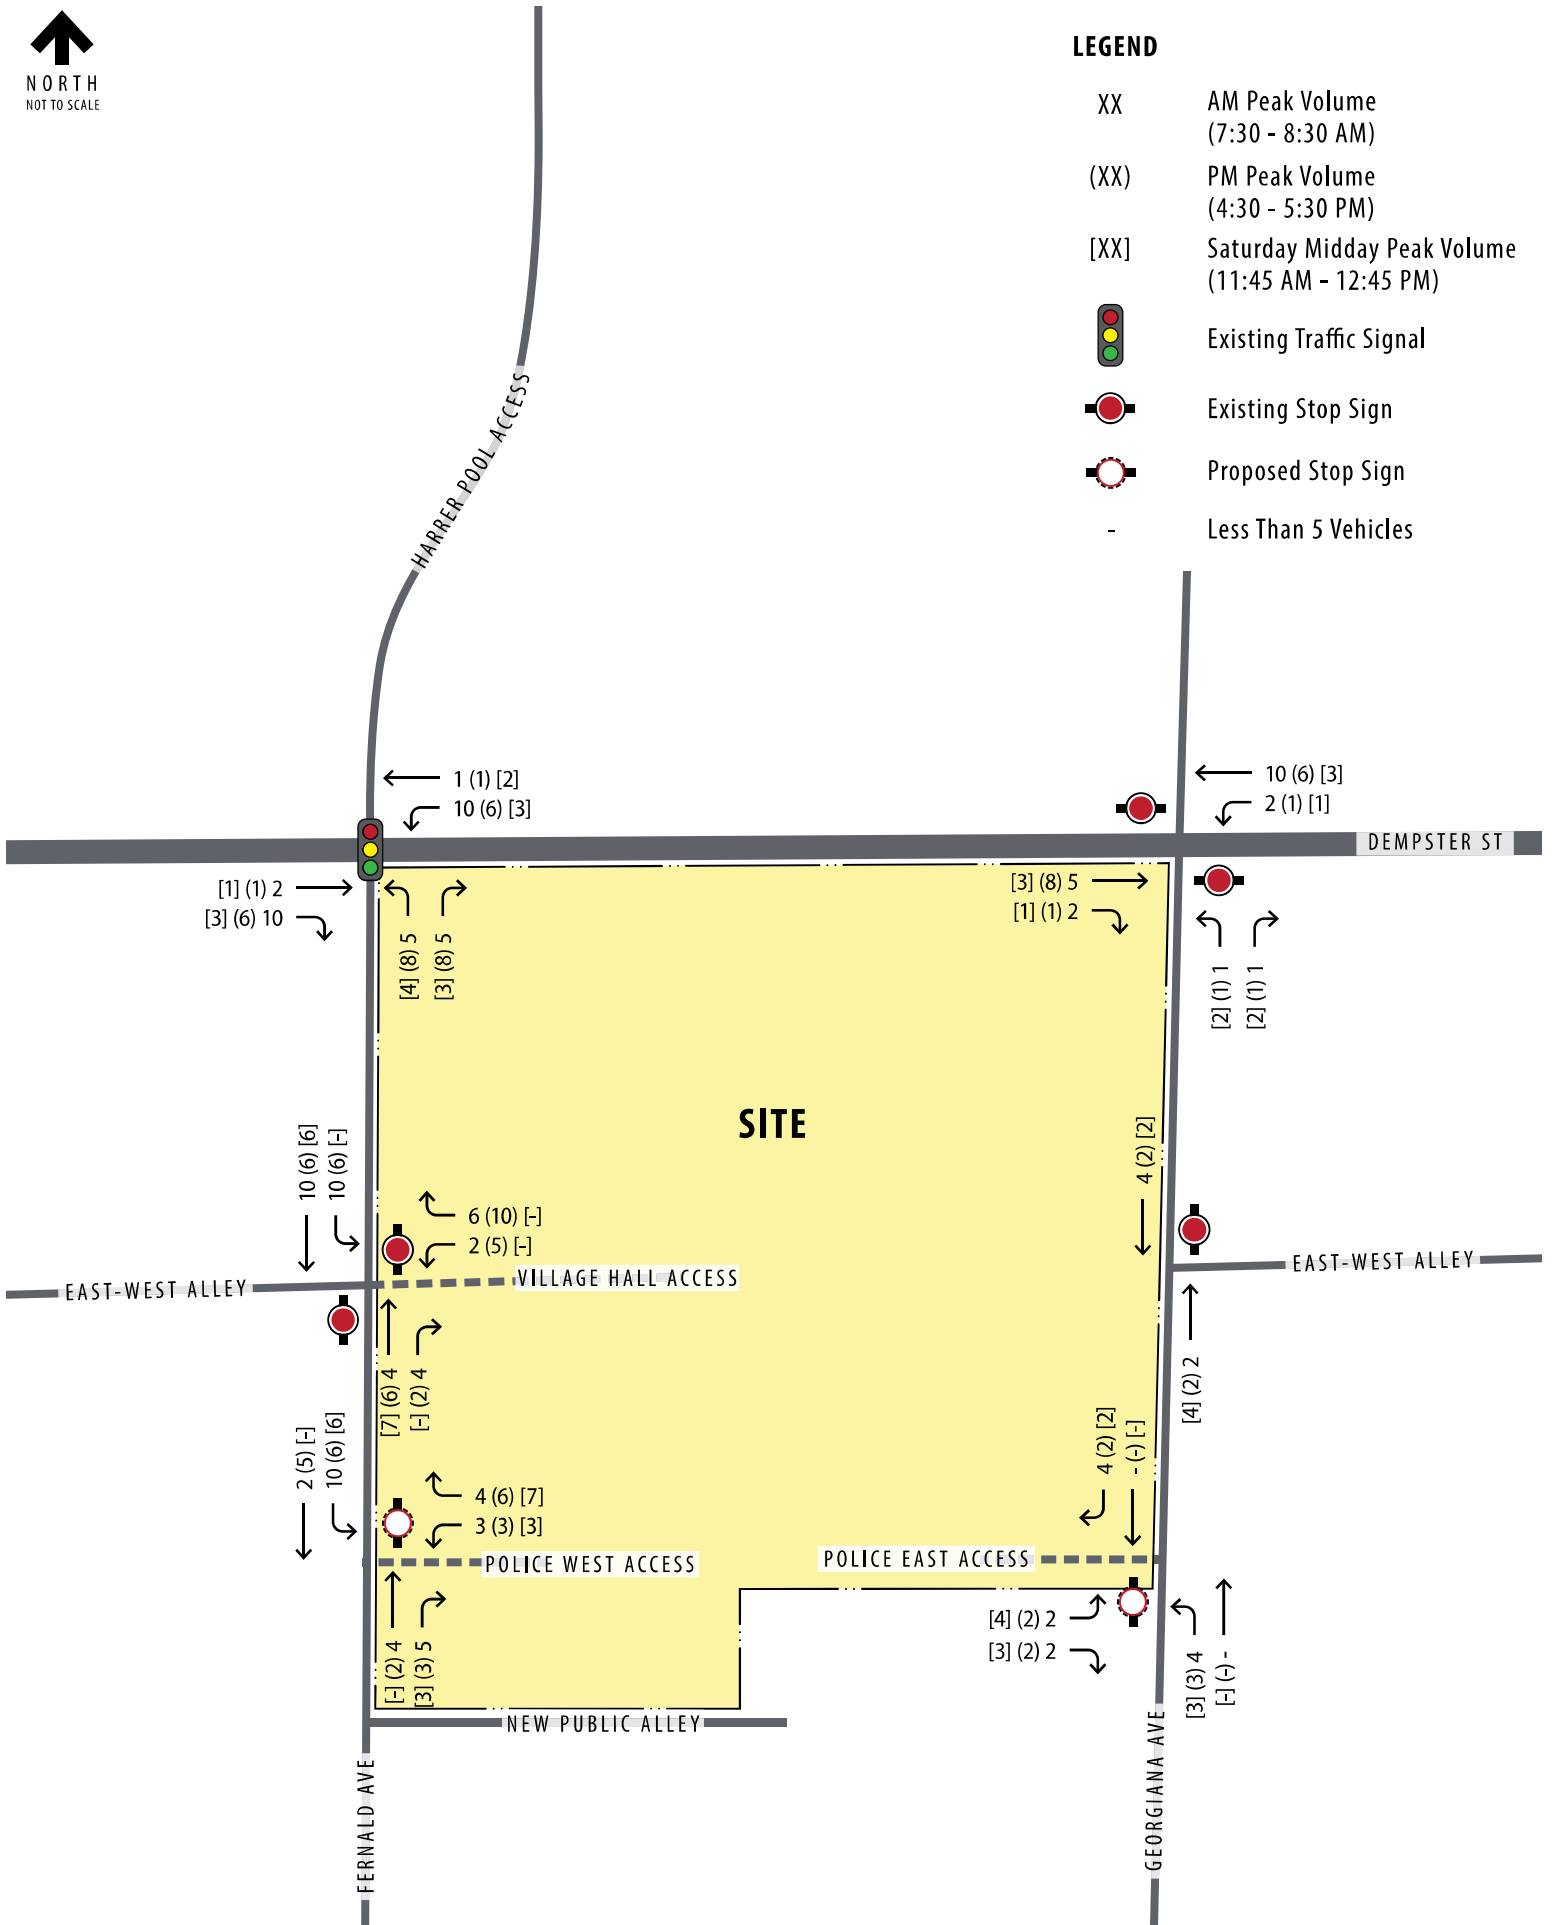 NORTH
NOT TO SCALE
LEGEND
XX AM Peak Volume
(7:30 - 8:30 AM)
(XX) PM Peak Volume
(4:30 - 5:30 PM)
[XX] Saturday Midday Peak Volume
(11:45 AM - 12:45 PM)
Existing Traffic Signal
Existing Stop Sign
Proposed Stop Sign
- Less Than 5 Vehicles
HARRER POOL ACCESS
1 (1) [2]
10 (6) [3]
10 (6) [3]
2 (1) [1]
DEMPSTER ST
[1] (1) 2
[3] (6) 10
[4] (8) 5
[3] (8) 5
[3] (8) 5
[1] (1) 2
[2] (1) 1
[2] (1) 1
SITE
10 (6) [6]
10 (6) [-]
6 (10) [-]
2 (5) [-]
4 (2) [2]
EAST-WEST ALLEY
VILLAGE HALL ACCESS
EAST-WEST ALLEY
[7] (6) 4
[-] (2) 4
[4] (2) 2
2 (5) [-]
10 (6) [6]
4 (6) [7]
3 (3) [3]
4 (2) [2]
- (-) [-]
POLICE WEST ACCESS
POLICE EAST ACCESS
[-] (2) 4
[3] (3) 5
[4] (2) 2
[3] (2) 2
[3] (3) 4
[-] (-) -
NEW PUBLIC ALLEY
FERNALD AVE
GEORGIANA AVE